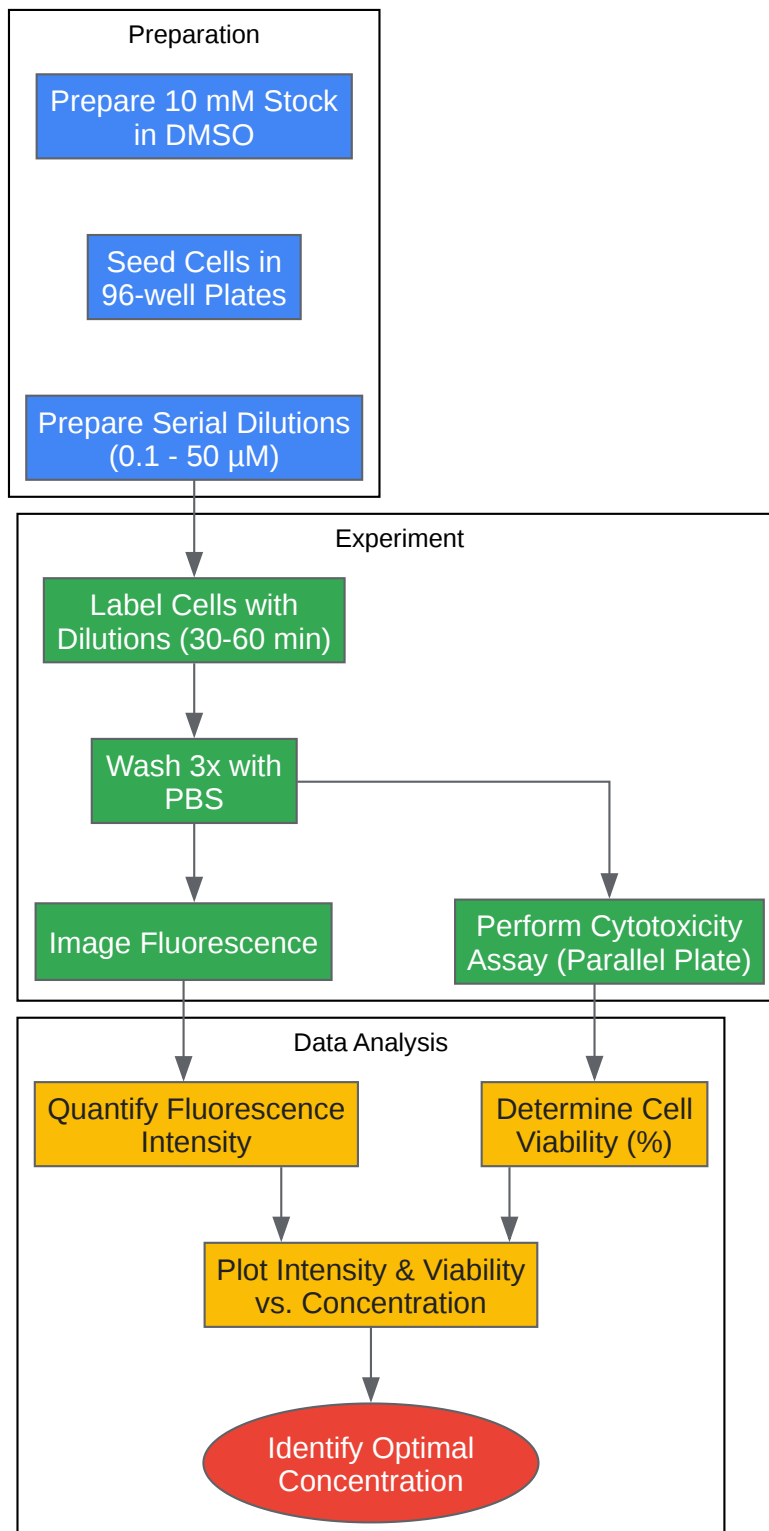 Preparation
Prepare 10 mM Stock
in DMSO
Seed Cells in
96-well Plates
Prepare Serial Dilutions
(0.1 - 50 µM)
Experiment
Label Cells with
Dilutions (30-60 min)
Wash 3x with
PBS
Image Fluorescence
Perform Cytotoxicity
Assay (Parallel Plate)
Data Analysis
Quantify Fluorescence
Intensity
Determine Cell
Viability (%)
Plot Intensity & Viability
vs. Concentration
Identify Optimal
Concentration